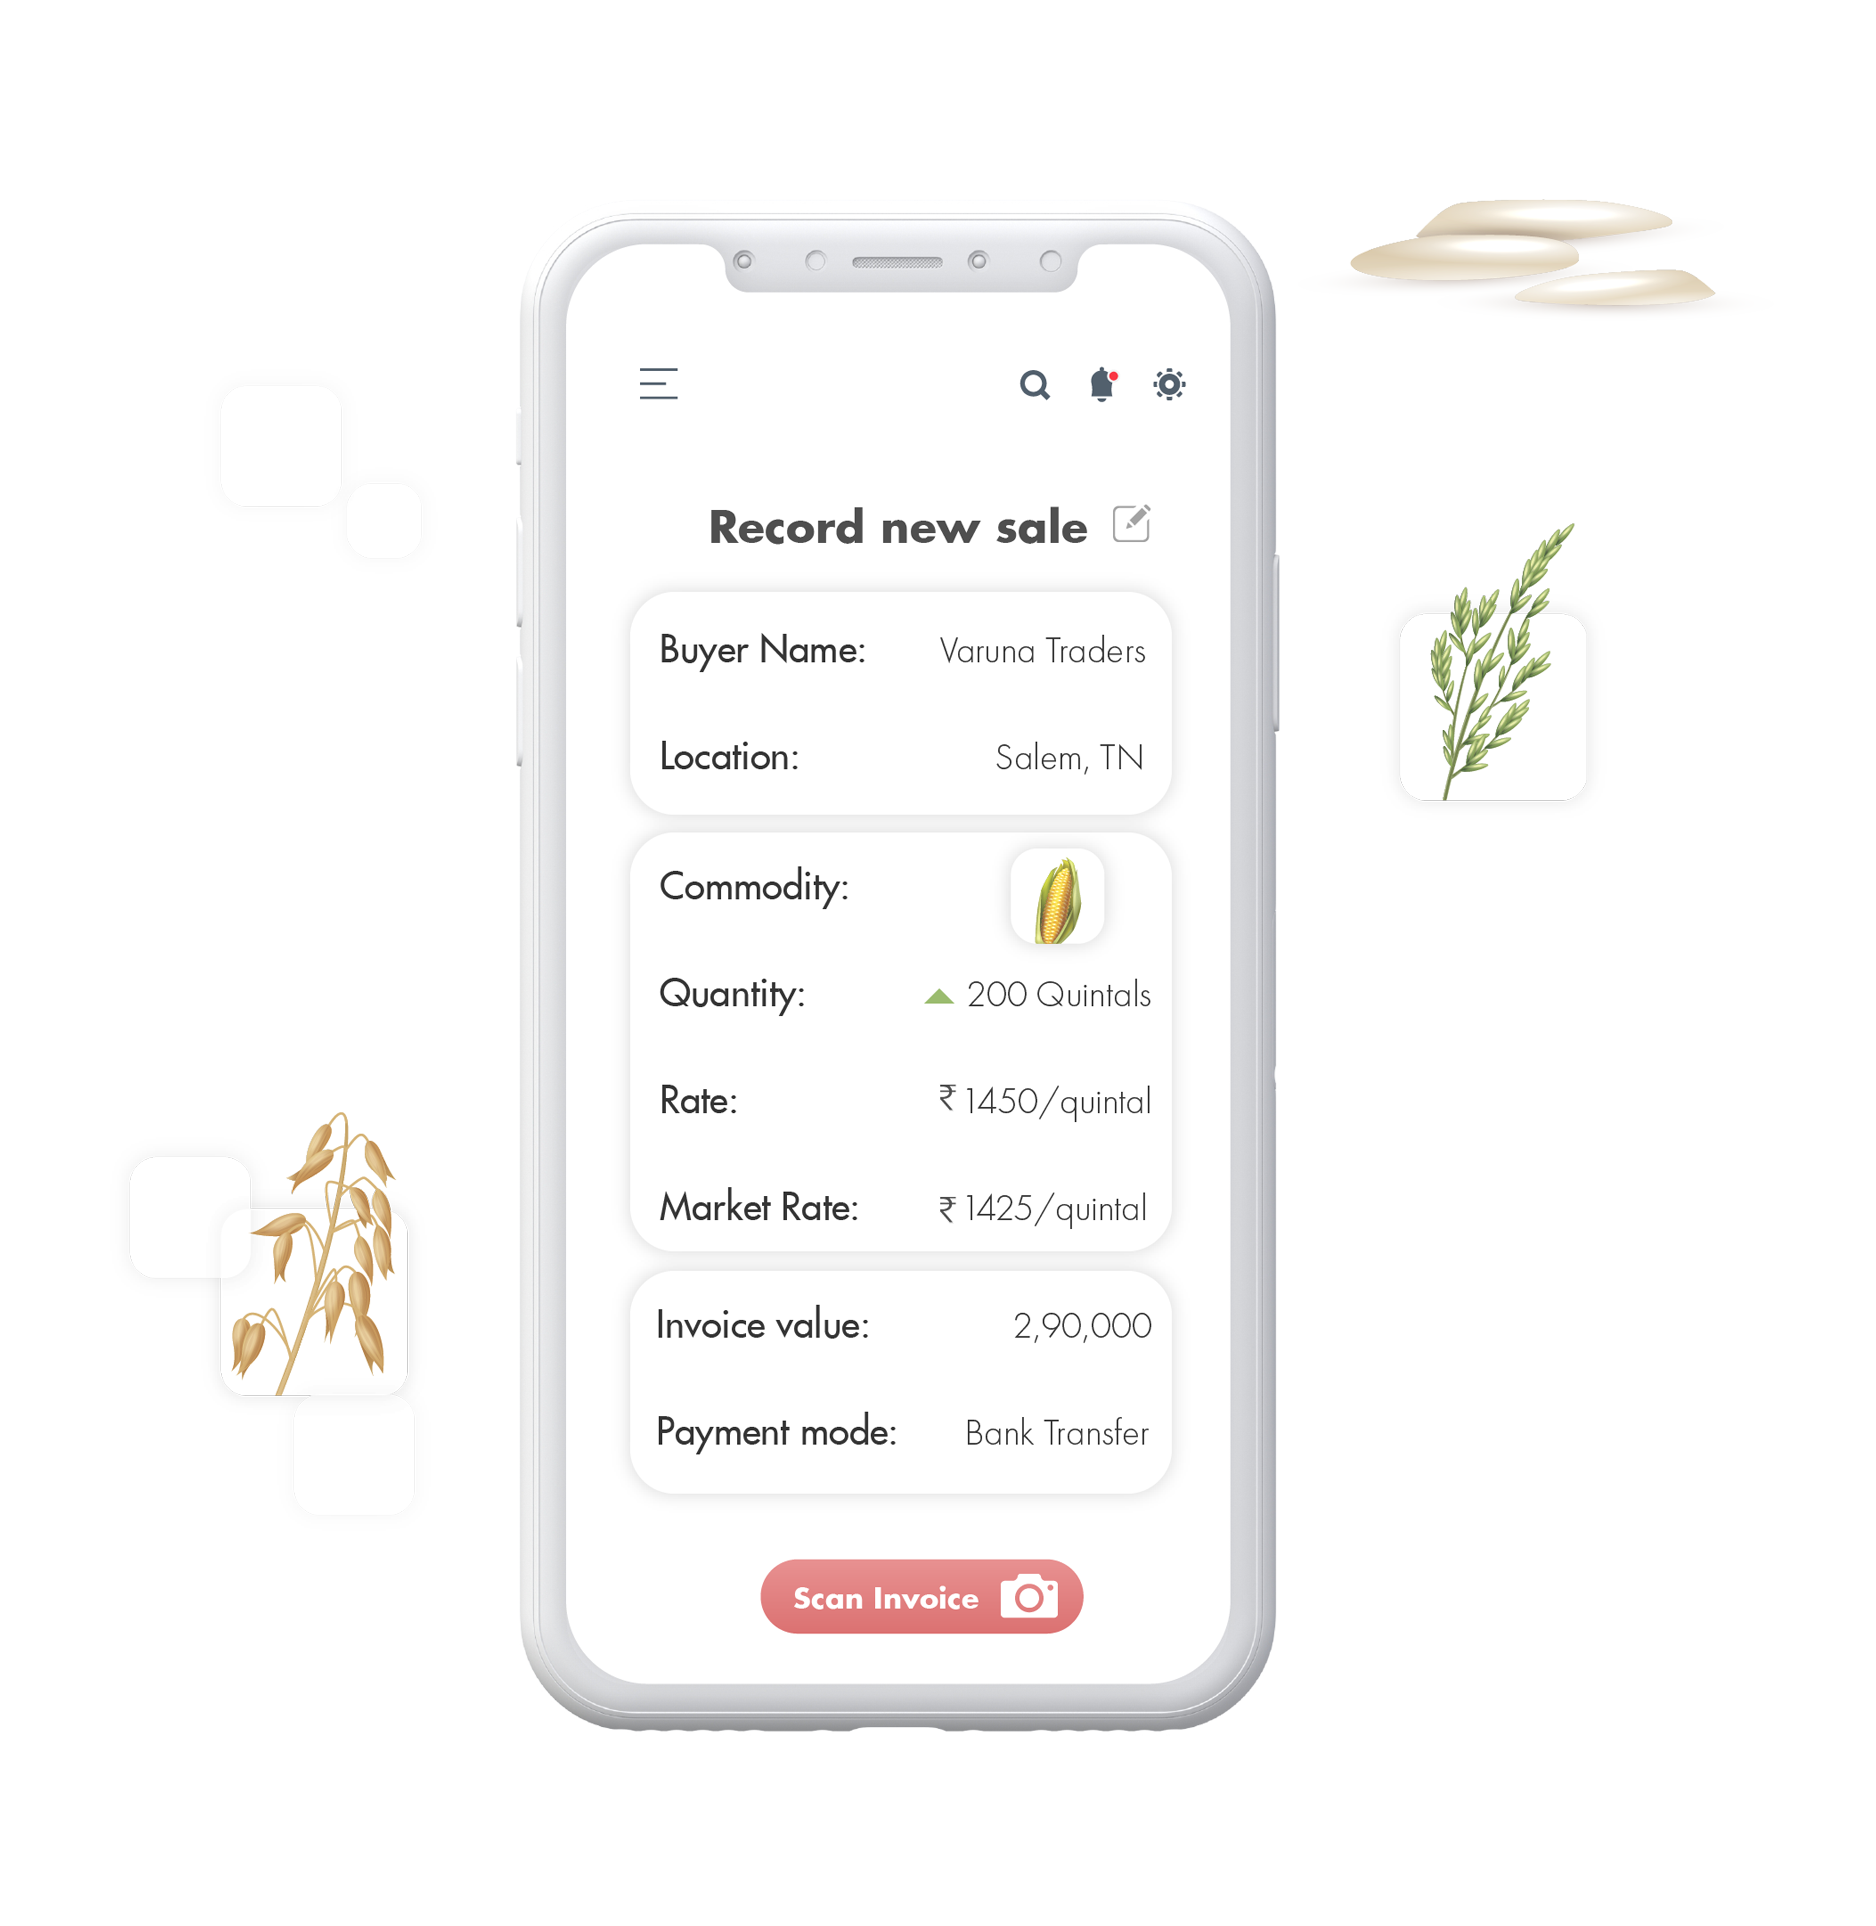 Record new sale
Buyer Name: Varuna Traders
Location: Salem, TN
Commodity:
Quantity: 200 Quintals
Rate: ₹ 1450/quintal
Market Rate: ₹ 1425/quintal
Invoice value: 2,90,000
Payment mode: Bank Transfer
Scan Invoice